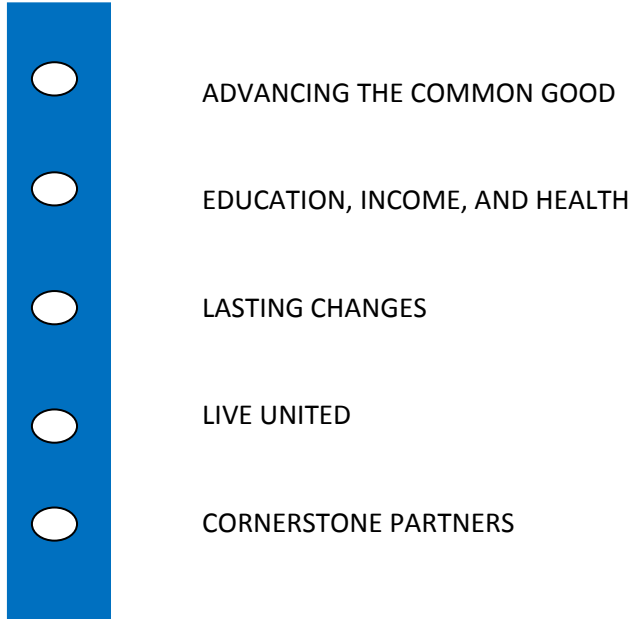 ADVANCING THE COMMON GOOD
EDUCATION, INCOME, AND HEALTH
LASTING CHANGES
LIVE UNITED
CORNERSTONE PARTNERS